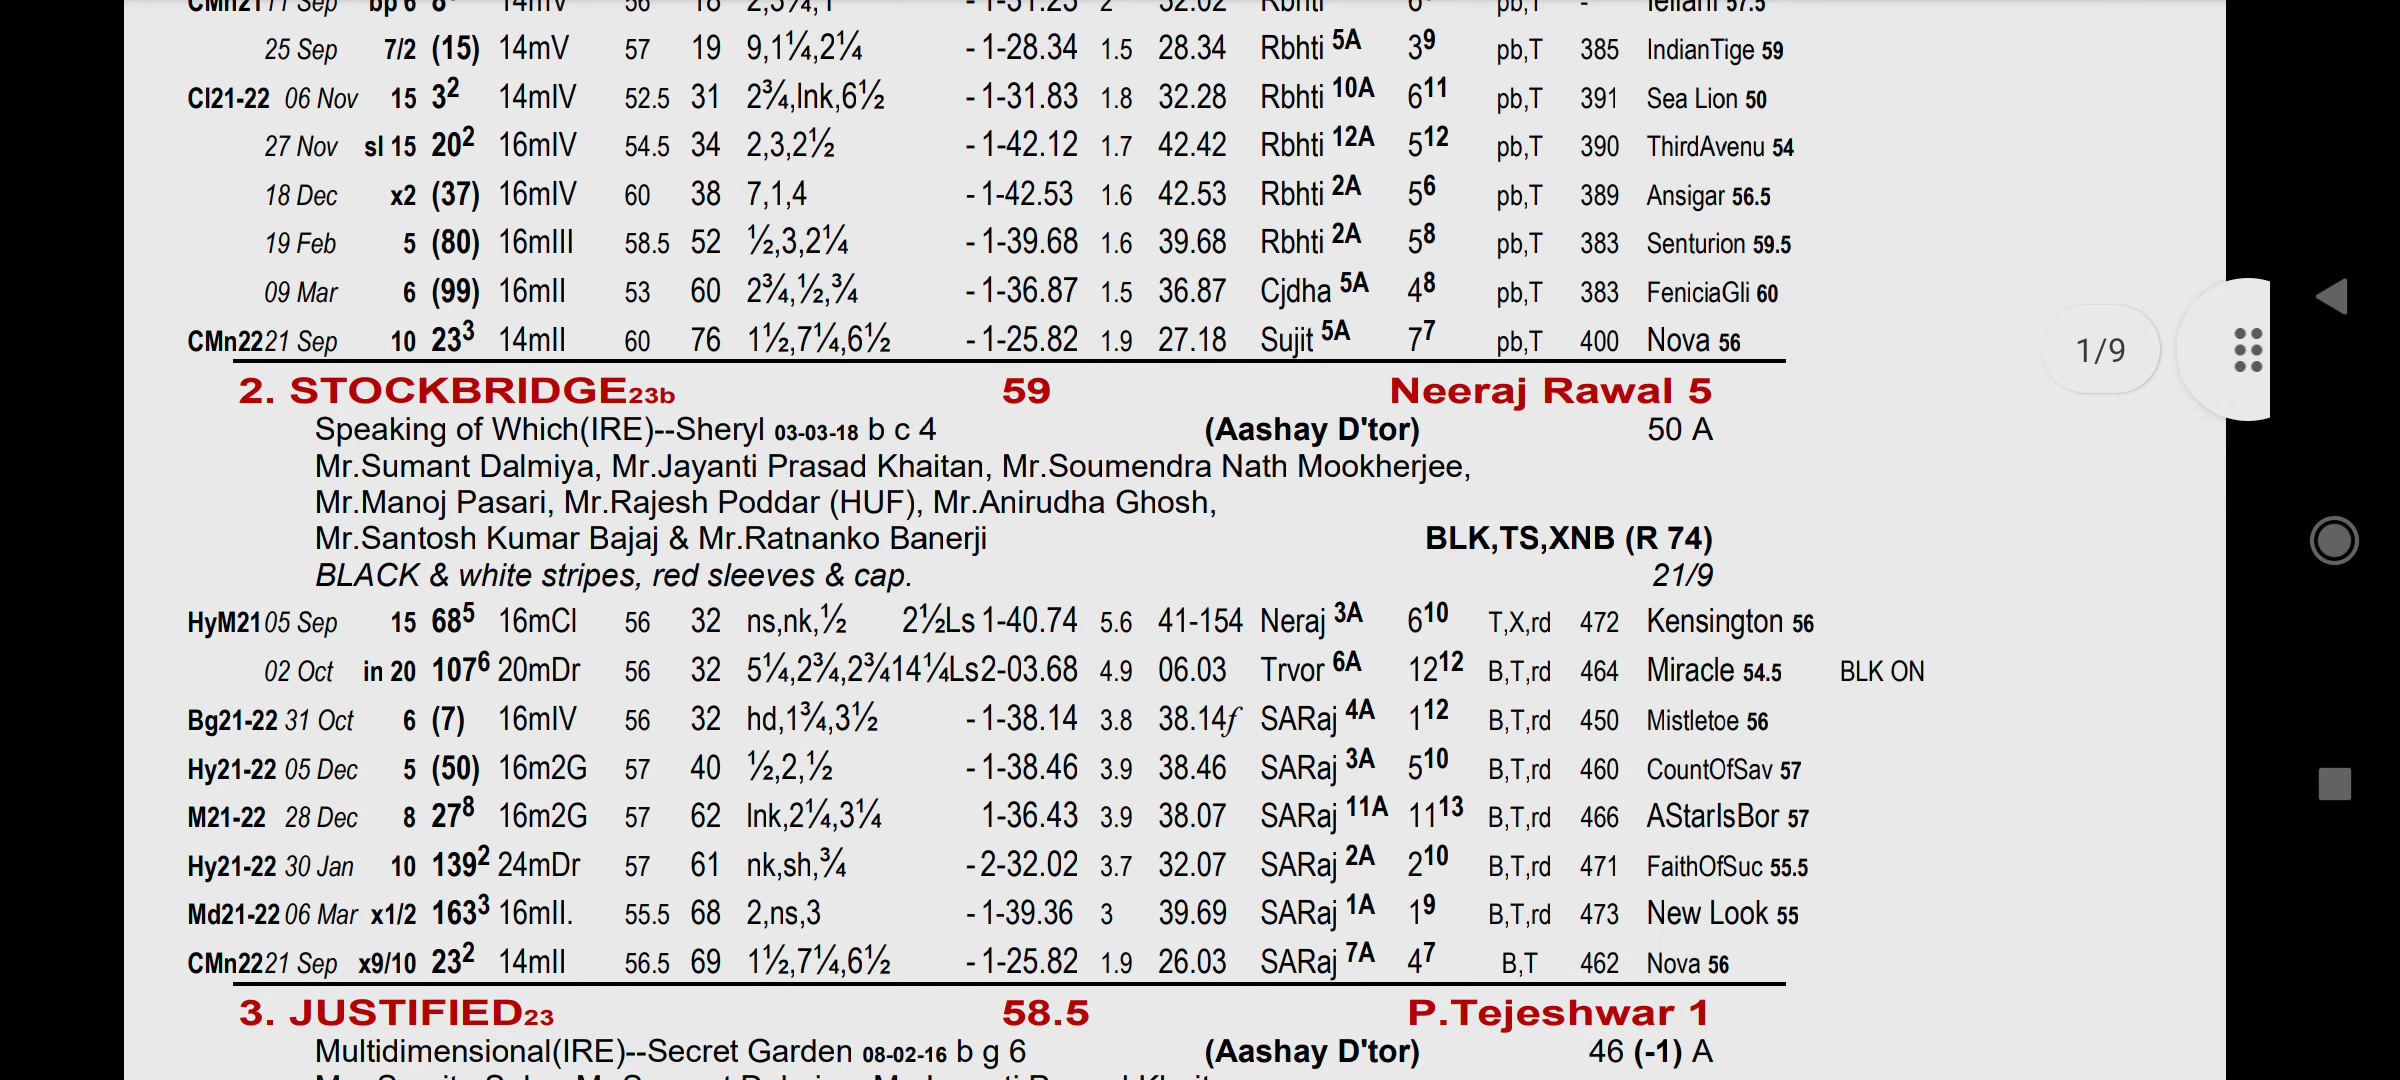 25 Sep 7/2 (15) 14mV 57 19 9,1¼,2¼ - 1-28.34 1.5 28.34 Rbhti 5A 3⁹ pb,T 385 IndianTige 59
Cl21-22 06 Nov 15 3² 14mIV 52.5 31 2¾,lnk,6½ - 1-31.83 1.8 32.28 Rbhti 10A 6¹¹ pb,T 391 Sea Lion 50
27 Nov sl 15 20² 16mIV 54.5 34 2,3,2½ - 1-42.12 1.7 42.42 Rbhti 12A 5¹² pb,T 390 ThirdAvenu 54
18 Dec x2 (37) 16mIV 60 38 7,1,4 - 1-42.53 1.6 42.53 Rbhti 2A 5⁶ pb,T 389 Ansigar 56.5
19 Feb 5 (80) 16mIII 58.5 52 ½,3,2¼ - 1-39.68 1.6 39.68 Rbhti 2A 5⁸ pb,T 383 Senturion 59.5
09 Mar 6 (99) 16mII 53 60 2¾,½,¾ - 1-36.87 1.5 36.87 Cjdha 5A 4⁸ pb,T 383 FeniciaGli 60
CMn22 21 Sep 10 23³ 14mII 60 76 1½,7¼,6½ - 1-25.82 1.9 27.18 Sujit 5A 7⁷ pb,T 400 Nova 56
1/9
2. STOCKBRIDGE23b 59 Neeraj Rawal 5
Speaking of Which(IRE)--Sheryl 03-03-18 b c 4 (Aashay D'tor) 50 A
Mr.Sumant Dalmiya, Mr.Jayanti Prasad Khaitan, Mr.Soumendra Nath Mookherjee,
Mr.Manoj Pasari, Mr.Rajesh Poddar (HUF), Mr.Anirudha Ghosh,
Mr.Santosh Kumar Bajaj & Mr.Ratnanko Banerji BLK,TS,XNB (R 74)
BLACK & white stripes, red sleeves & cap. 21/9
HyM21 05 Sep 15 68⁵ 16mCl 56 32 ns,nk,½ 2½Ls 1-40.74 5.6 41-154 Neraj 3A 6¹⁰ T,X,rd 472 Kensington 56
02 Oct in 20 107⁶ 20mDr 56 32 5¼,2¾,2¾ 14¼Ls 2-03.68 4.9 06.03 Trvor 6A 12¹² B,T,rd 464 Miracle 54.5 BLK ON
Bg21-22 31 Oct 6 (7) 16mIV 56 32 hd,1¾,3½ - 1-38.14 3.8 38.14f SARaj 4A 1¹² B,T,rd 450 Mistletoe 56
Hy21-22 05 Dec 5 (50) 16m2G 57 40 ½,2,½ - 1-38.46 3.9 38.46 SARaj 3A 5¹⁰ B,T,rd 460 CountOfSav 57
M21-22 28 Dec 8 27⁸ 16m2G 57 62 lnk,2¼,3¼ 1-36.43 3.9 38.07 SARaj 11A 11¹³ B,T,rd 466 AStarIsBor 57
Hy21-22 30 Jan 10 139² 24mDr 57 61 nk,sh,¾ - 2-32.02 3.7 32.07 SARaj 2A 2¹⁰ B,T,rd 471 FaithOfSuc 55.5
Md21-22 06 Mar x1/2 163³ 16mII. 55.5 68 2,ns,3 - 1-39.36 3 39.69 SARaj 1A 1⁹ B,T,rd 473 New Look 55
CMn22 21 Sep x9/10 23² 14mII 56.5 69 1½,7¼,6½ - 1-25.82 1.9 26.03 SARaj 7A 4⁷ B,T 462 Nova 56
3. JUSTIFIED23 58.5 P.Tejeshwar 1
Multidimensional(IRE)--Secret Garden 08-02-16 b g 6 (Aashay D'tor) 46 (-1) A